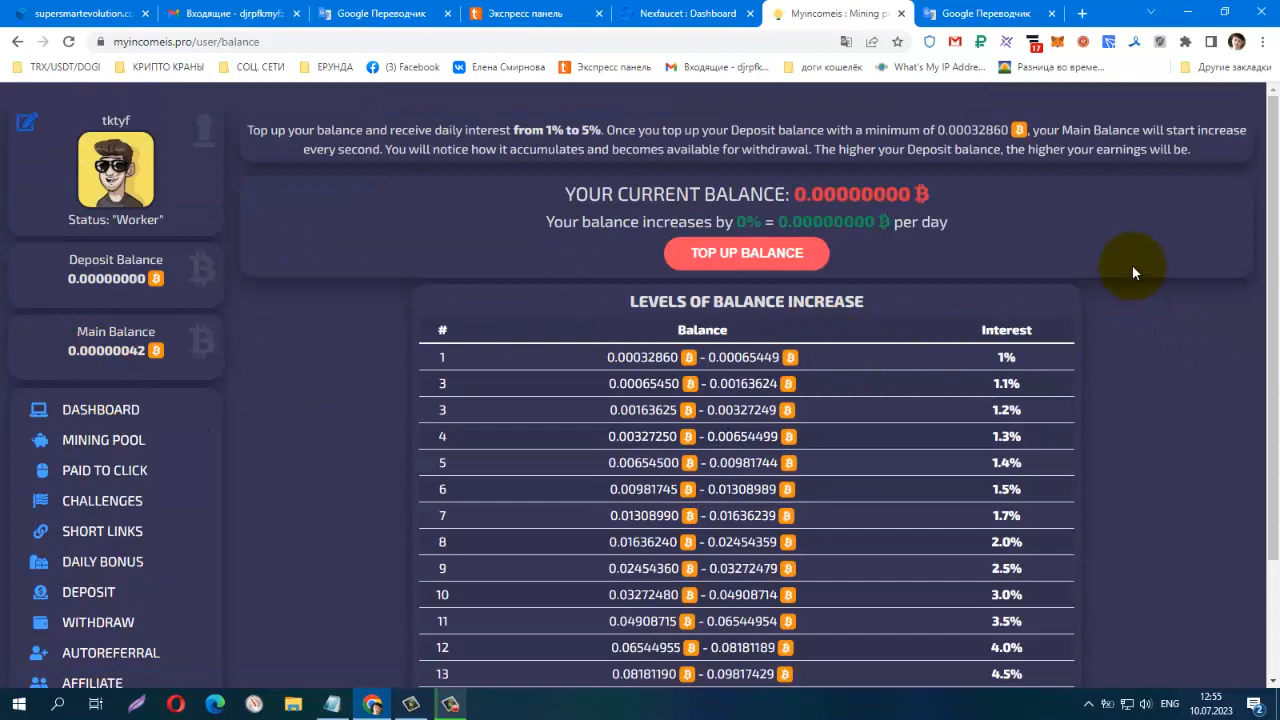 supersmartevolution.co
Входящие - djrpfkmyfz
Google Переводчик
Экспресс панель
Nexfaucet : Dashboard
Myincomeis : Mining p
Google Переводчик
myincomeis.pro/user/balance
17
TRX/USDT/DOGI
КРИПТО КРАНЫ
СОЦ. СЕТИ
ЕРУНДА
(3) Facebook
Елена Смирнова
Экспресс панель
Входящие - djrpfk...
доги кошелёк
What's My IP Addre...
Разница во време...
Другие закладки
tktyf
Status: "Worker"
Deposit Balance
0.00000000
Main Balance
0.00000042
DASHBOARD
MINING POOL
PAID TO CLICK
CHALLENGES
SHORT LINKS
DAILY BONUS
DEPOSIT
WITHDRAW
AUTOREFERRAL
AFFILIATE
Top up your balance and receive daily interest from 1% to 5%. Once you top up your Deposit balance with a minimum of 0.00032860 ₿, your Main Balance will start increase
every second. You will notice how it accumulates and becomes available for withdrawal. The higher your Deposit balance, the higher your earnings will be.
YOUR CURRENT BALANCE: 0.00000000 ₿
Your balance increases by 0% = 0.00000000 ₿ per day
TOP UP BALANCE
LEVELS OF BALANCE INCREASE
# Balance Interest
1 0.00032860 ₿ - 0.00065449 ₿ 1%
3 0.00065450 ₿ - 0.00163624 ₿ 1.1%
3 0.00163625 ₿ - 0.00327249 ₿ 1.2%
4 0.00327250 ₿ - 0.00654499 ₿ 1.3%
5 0.00654500 ₿ - 0.00981744 ₿ 1.4%
6 0.00981745 ₿ - 0.01308989 ₿ 1.5%
7 0.01308990 ₿ - 0.01636239 ₿ 1.7%
8 0.01636240 ₿ - 0.02454359 ₿ 2.0%
9 0.02454360 ₿ - 0.03272479 ₿ 2.5%
10 0.03272480 ₿ - 0.04908714 ₿ 3.0%
11 0.04908715 ₿ - 0.06544954 ₿ 3.5%
12 0.06544955 ₿ - 0.08181189 ₿ 4.0%
13 0.08181190 ₿ - 0.09817429 ₿ 4.5%
ENG
12:55
10.07.2023
2